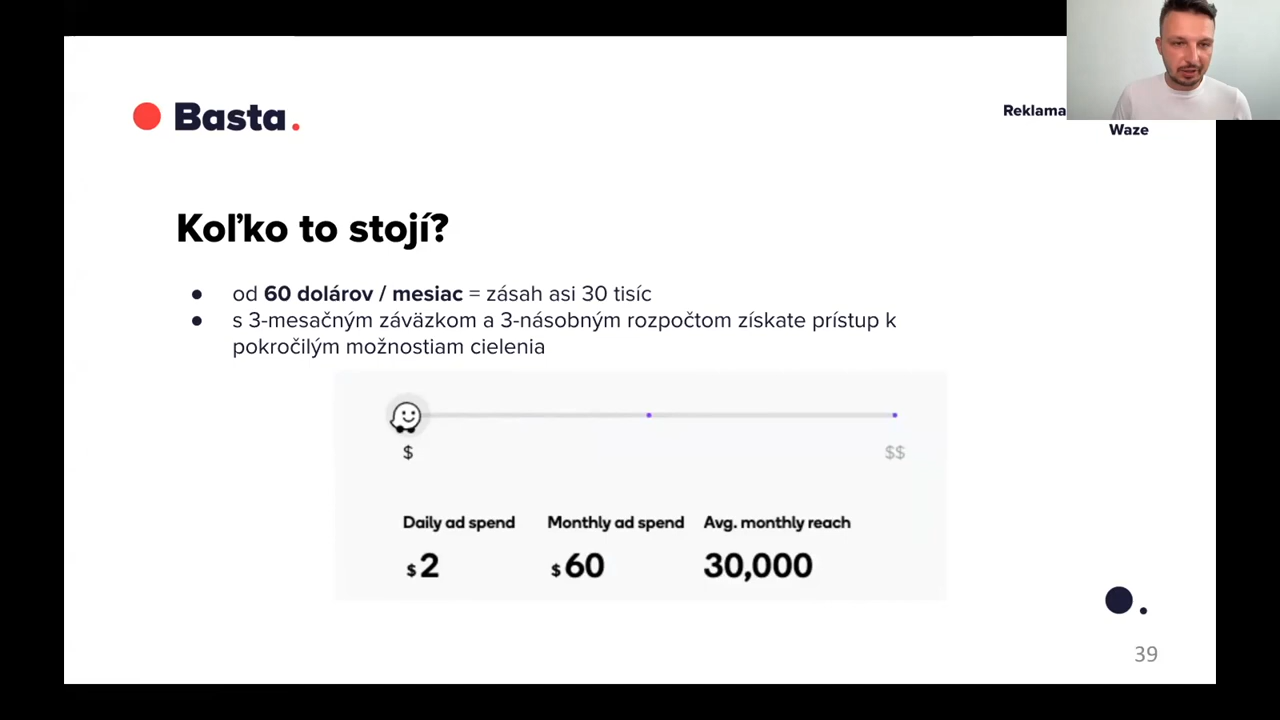 Basta.
Reklama
Waze
Koľko to stojí?
● od 60 dolárov / mesiac = zásah asi 30 tisíc
● s 3-mesačným záväzkom a 3-násobným rozpočtom získate prístup k
pokročilým možnostiam cielenia
$ $$
Daily ad spend Monthly ad spend Avg. monthly reach
$2 $60 30,000
39